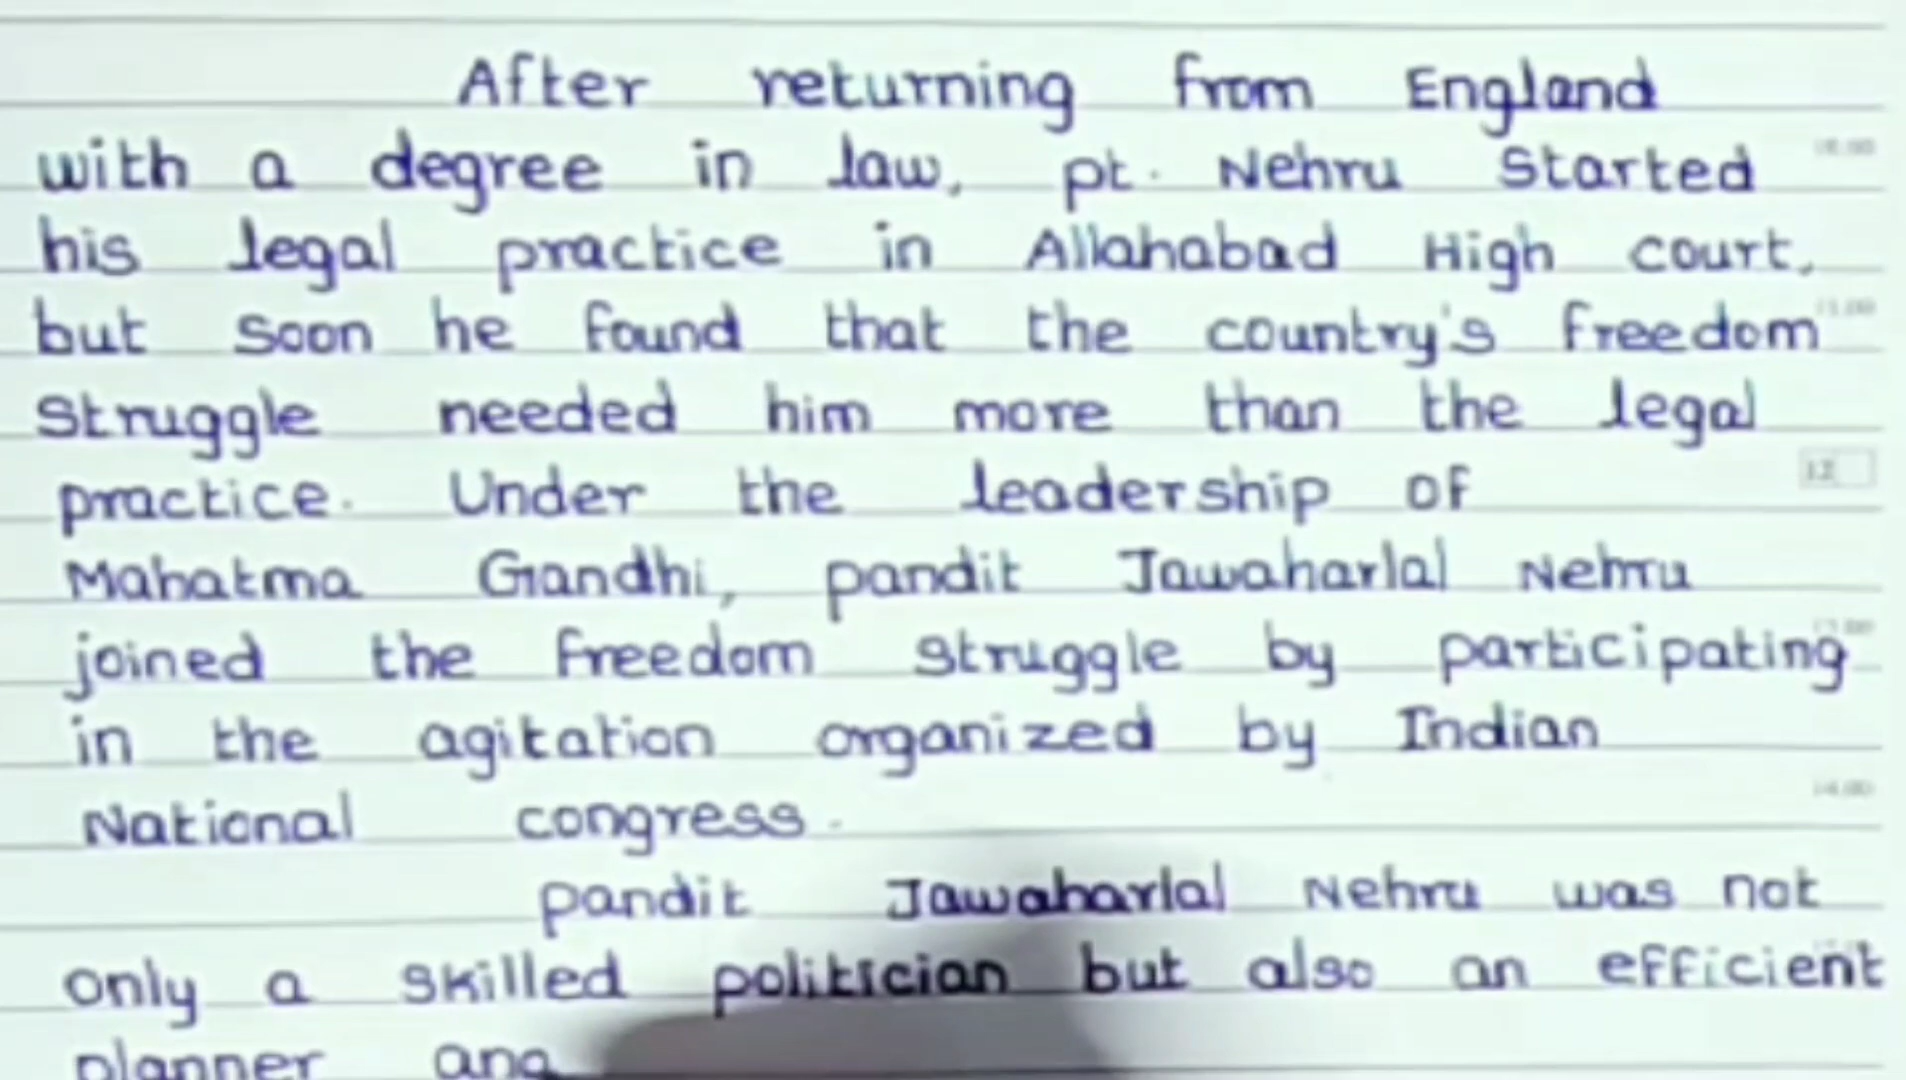 After returning from England
with a degree in law, pt. Nehru Started
his legal practice in Allahabad High court,
but soon he found that the country's freedom
Struggle needed him more than the legal
practice. Under the leadership of
Mahatma Gandhi, pandit Jawaharlal Nehru
joined the freedom struggle by participating
in the agitation organized by Indian
National congress.
pandit Jawaharlal Nehru was not
only a skilled politician but also an efficient
planner and